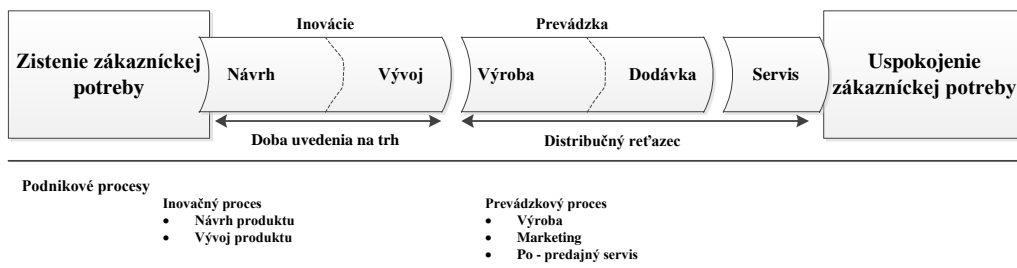 Inovácie
Prevádzka
Zistenie zákazníckej
potreby
Návrh
Vývoj
Výroba
Dodávka
Servis
Uspokojenie
zákazníckej potreby
Doba uvedenia na trh
Distribučný reťazec
Podnikové procesy
Inovačný proces
• Návrh produktu
• Vývoj produktu
Prevádzkový proces
• Výroba
• Marketing
• Po - predajný servis